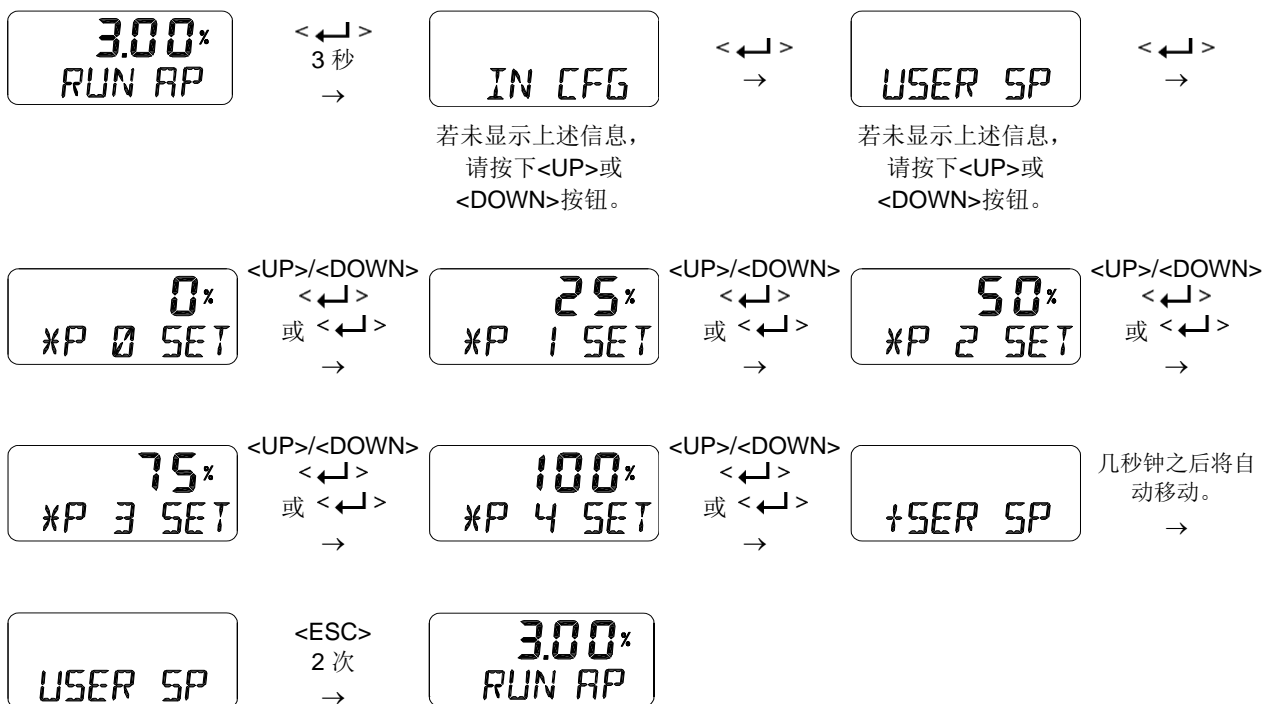 3.00%
RUN AP
<↵>
3 秒
→
IN CFG
若未显示上述信息，
请按下<UP>或
<DOWN>按钮。
<↵>
→
USER SP
若未显示上述信息，
请按下<UP>或
<DOWN>按钮。
<↵>
→
0%
*P 0 SET
<UP>/<DOWN>
<↵>
或 <↵>
→
25%
*P 1 SET
<UP>/<DOWN>
<↵>
或 <↵>
→
50%
*P 2 SET
<UP>/<DOWN>
<↵>
或 <↵>
→
75%
*P 3 SET
<UP>/<DOWN>
<↵>
或 <↵>
→
100%
*P 4 SET
<UP>/<DOWN>
<↵>
或 <↵>
→
+SER SP
几秒钟之后将自
动移动。
→
USER SP
<ESC>
2 次
→
3.00%
RUN AP